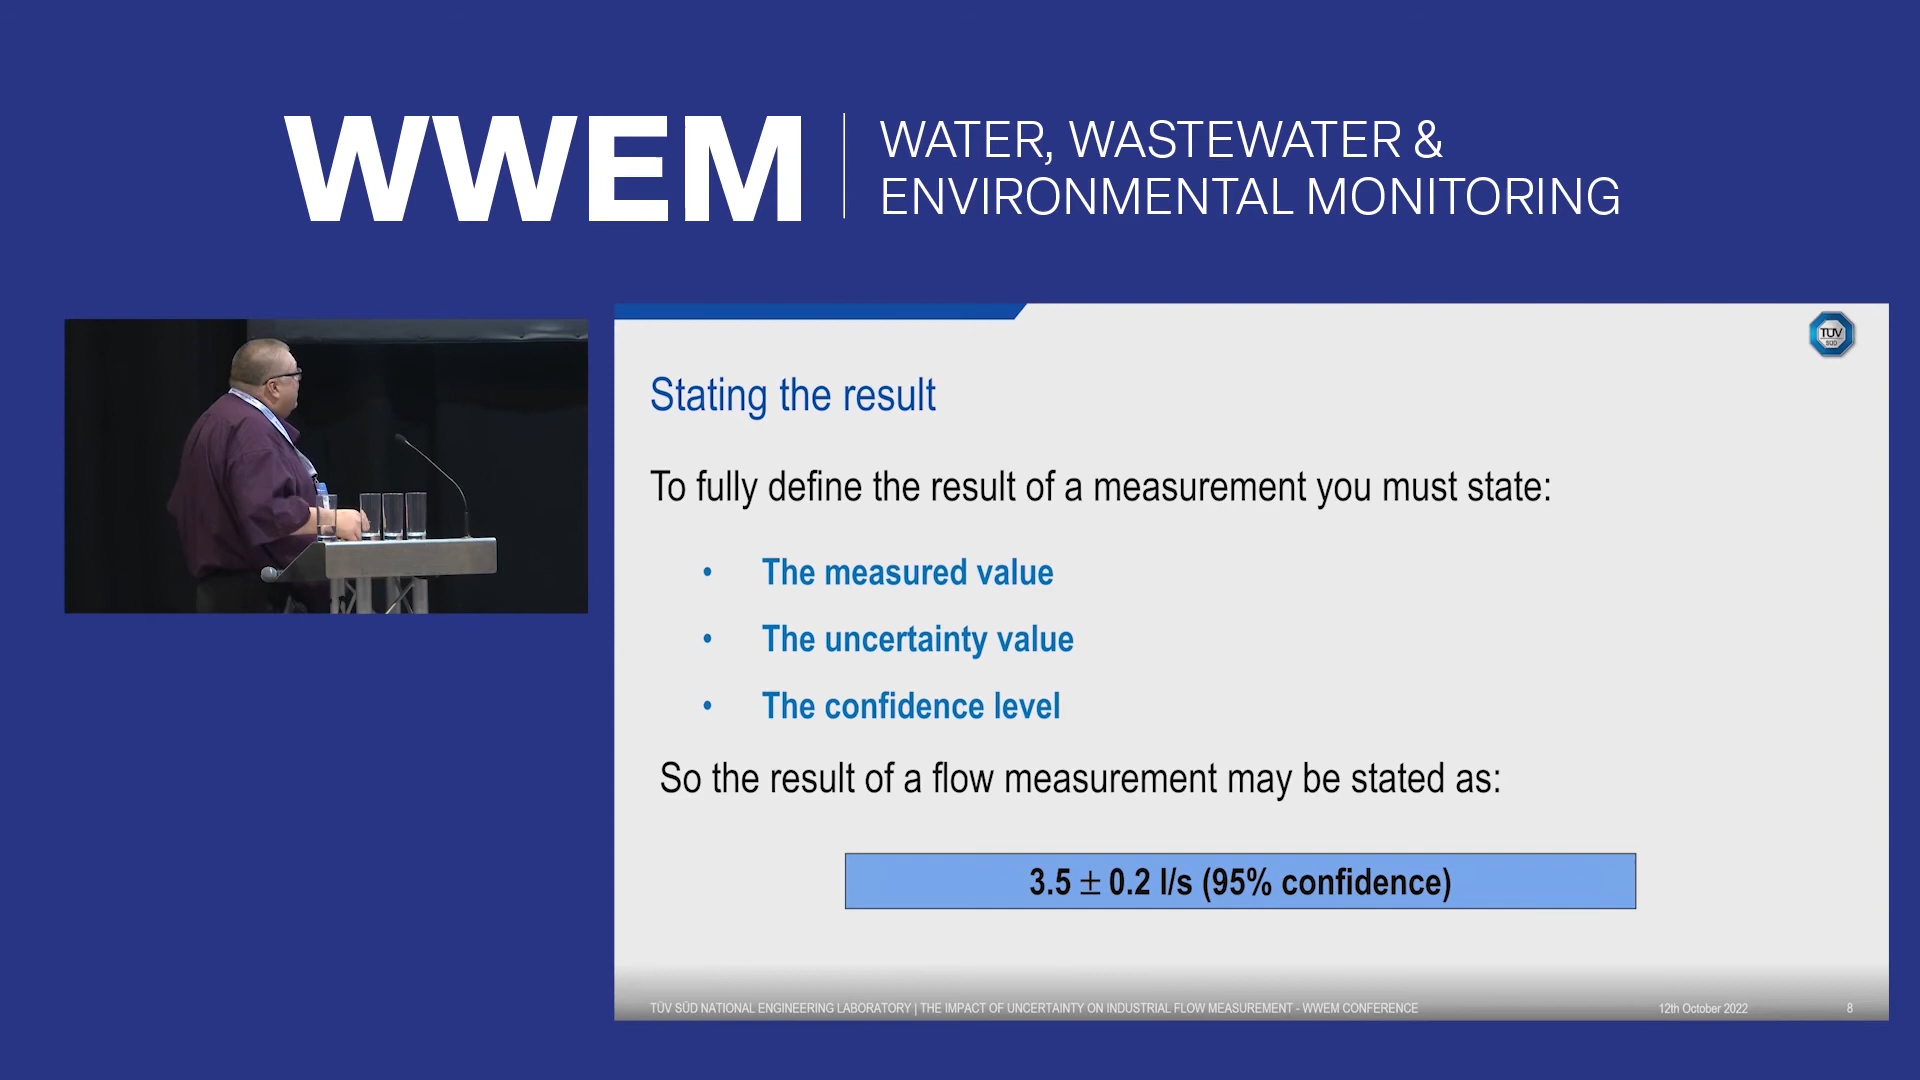 WWEM
WATER, WASTEWATER &
ENVIRONMENTAL MONITORING
TÜV
SÜD
Stating the result
To fully define the result of a measurement you must state:
• The measured value
• The uncertainty value
• The confidence level
So the result of a flow measurement may be stated as:
3.5 ± 0.2 l/s (95% confidence)
TÜV SÜD NATIONAL ENGINEERING LABORATORY | THE IMPACT OF UNCERTAINTY ON INDUSTRIAL FLOW MEASUREMENT - WWEM CONFERENCE
12th October 2022
8